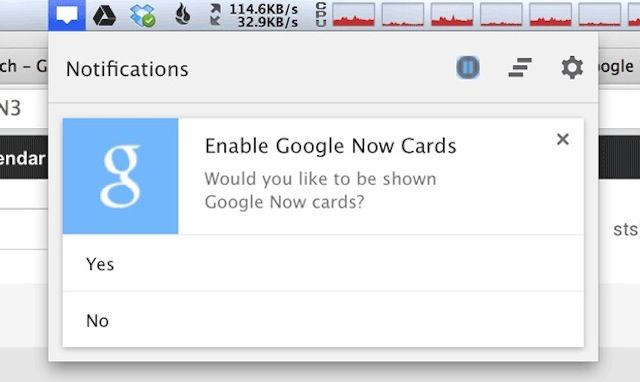 114.6KB/s
32.9KB/s
CPU
ch – G
ogle
Notifications
N3
endar
Enable Google Now Cards
Would you like to be shown
Google Now cards?
g
sts
Yes
No